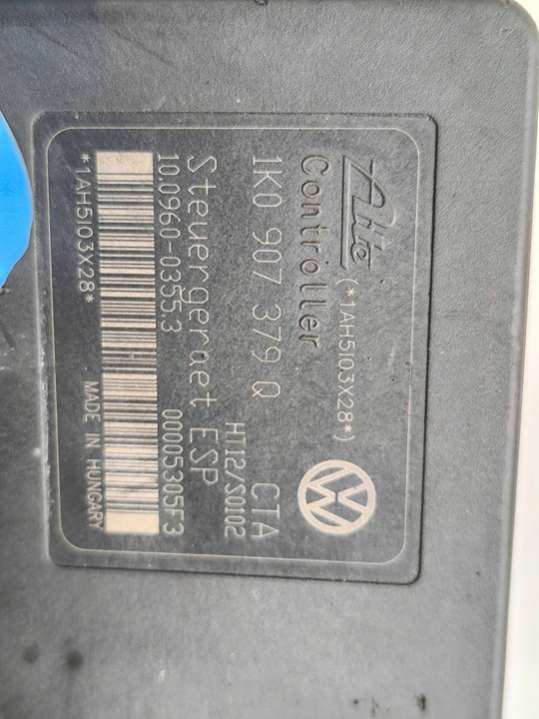 Ate (*1AH5I03X28*)
Controller
1K0 907 379 Q CTA
H112/S0102
Steuergeraet ESP
10.0960-0355.3 00005305F3
*1AH5I03X28* MADE IN HUNGARY